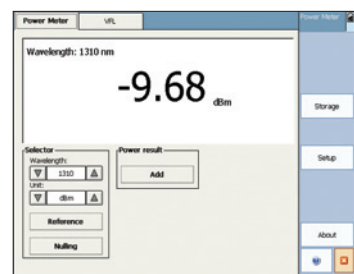 Power Meter VFL
Power Meter
Wavelength: 1310 nm
-9.68 dBm
Storage
Selector
Power result
Wavelength:
1310
Add
Setup
Unit:
dBm
Reference
Nulling
About